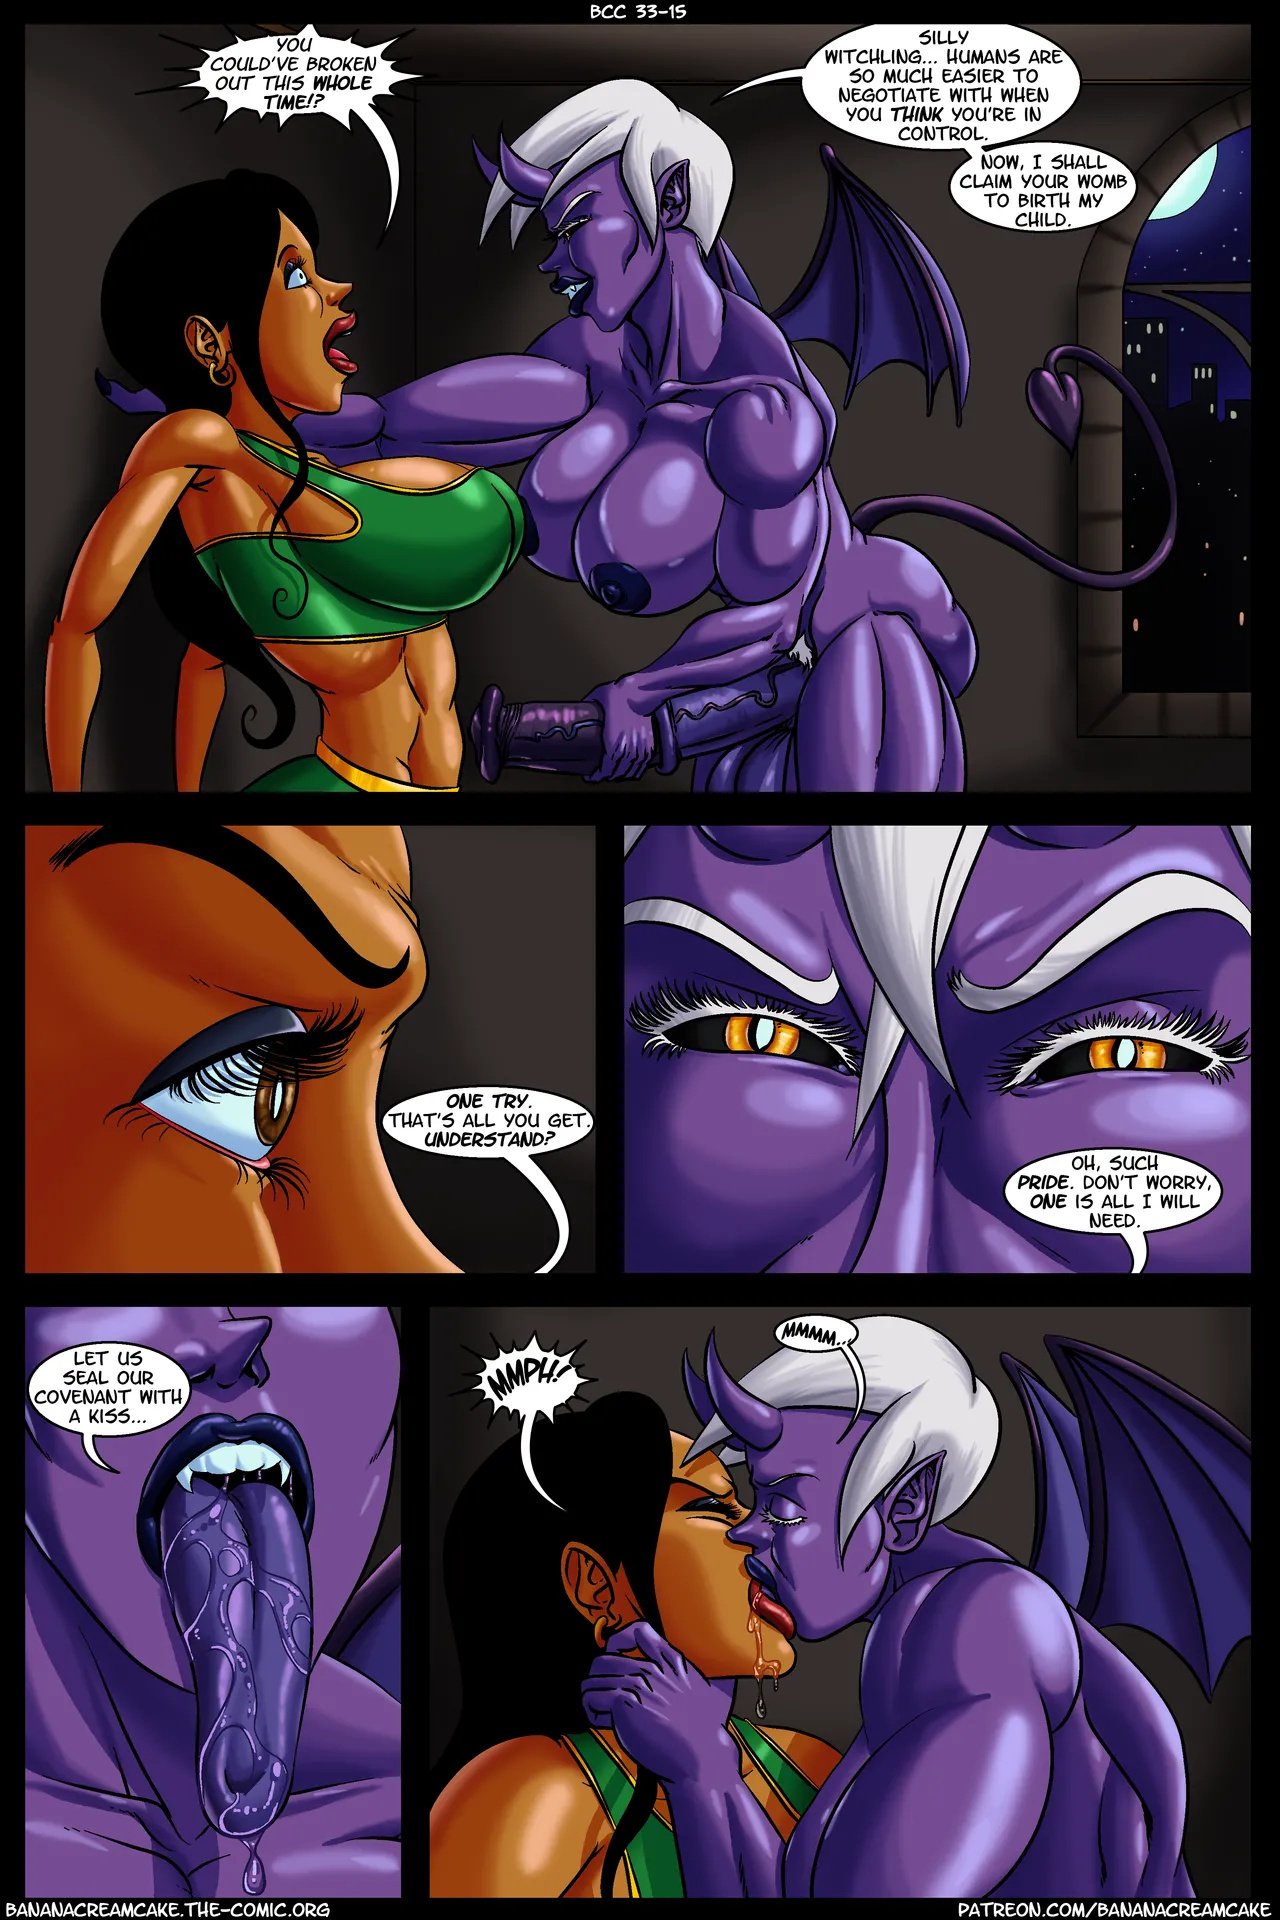 BCC 33-15
YOU
COULD'VE BROKEN
OUT THIS WHOLE
TIME!?
SILLY
WITCHLING... HUMANS ARE
SO MUCH EASIER TO
NEGOTIATE WITH WHEN
YOU THINK YOU'RE IN
CONTROL.
NOW, I SHALL
CLAIM YOUR WOMB
TO BIRTH MY
CHILD.
ONE TRY.
THAT'S ALL YOU GET.
UNDERSTAND?
OH, SUCH
PRIDE. DON'T WORRY,
ONE IS ALL I WILL
NEED.
LET US
SEAL OUR
COVENANT WITH
A KISS...
MMPH!
MMMM...
BANANACREAMCAKE.THE-COMIC.ORG
PATREON.COM/BANANACREAMCAKE